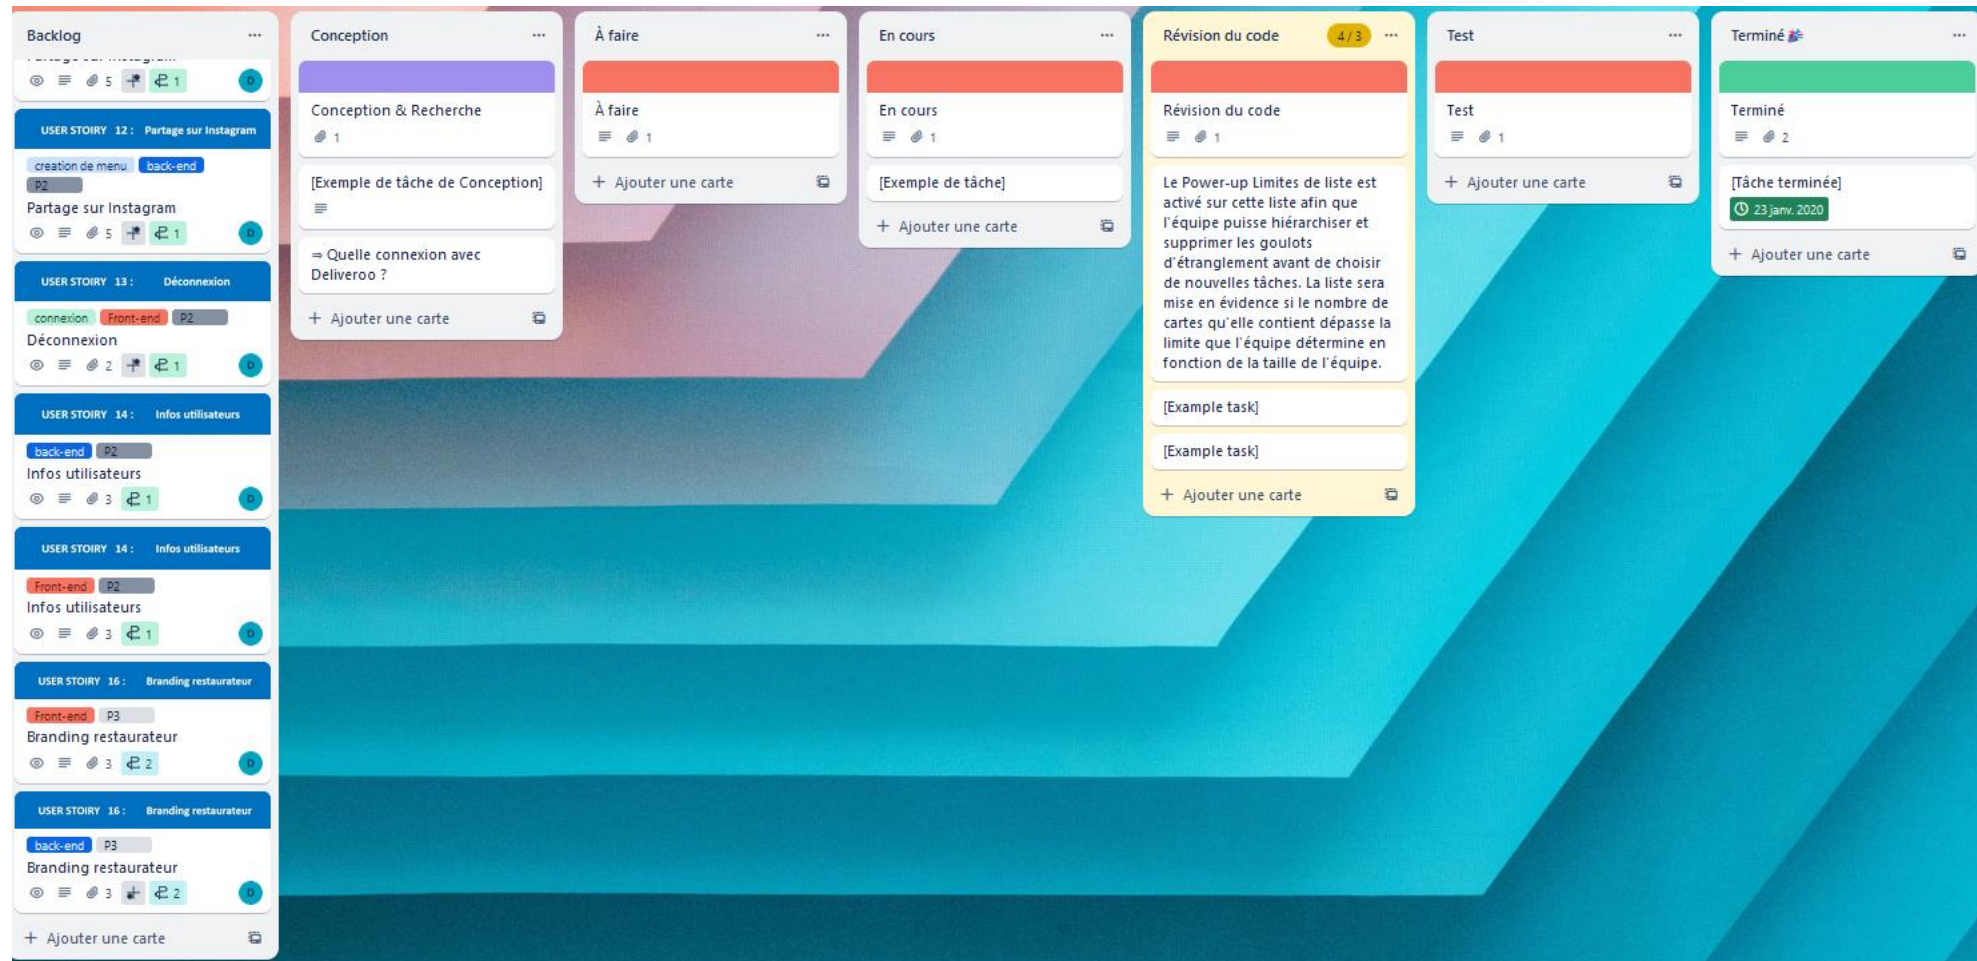 Backlog
5
1
D
USER STOIRY 12 : Partage sur Instagram
creation de menu back-end
P2
Partage sur Instagram
5 1 D
USER STOIRY 13 : Déconnexion
connexion Front-end P2
Déconnexion
2 1 D
USER STOIRY 14 : Infos utilisateurs
back-end P2
Infos utilisateurs
3 1 D
USER STOIRY 14 : Infos utilisateurs
Front-end P2
Infos utilisateurs
3 1 D
USER STOIRY 16 : Branding restaurateur
Front-end P3
Branding restaurateur
3 2 D
USER STOIRY 16 : Branding restaurateur
back-end P3
Branding restaurateur
3 2 D
+ Ajouter une carte
Conception
Conception & Recherche
1
[Exemple de tâche de Conception]
⇒ Quelle connexion avec
Deliveroo ?
+ Ajouter une carte
À faire
À faire
1
+ Ajouter une carte
En cours
En cours
1
[Exemple de tâche]
+ Ajouter une carte
Révision du code 4/3
Révision du code
1
Le Power-up Limites de liste est
activé sur cette liste afin que
l'équipe puisse hiérarchiser et
supprimer les goulots
d'étranglement avant de choisir
de nouvelles tâches. La liste sera
mise en évidence si le nombre de
cartes qu'elle contient dépasse la
limite que l'équipe détermine en
fonction de la taille de l'équipe.
[Example task]
[Example task]
+ Ajouter une carte
Test
Test
1
+ Ajouter une carte
Terminé 🎉
Terminé
2
[Tâche terminée]
23 janv. 2020
+ Ajouter une carte